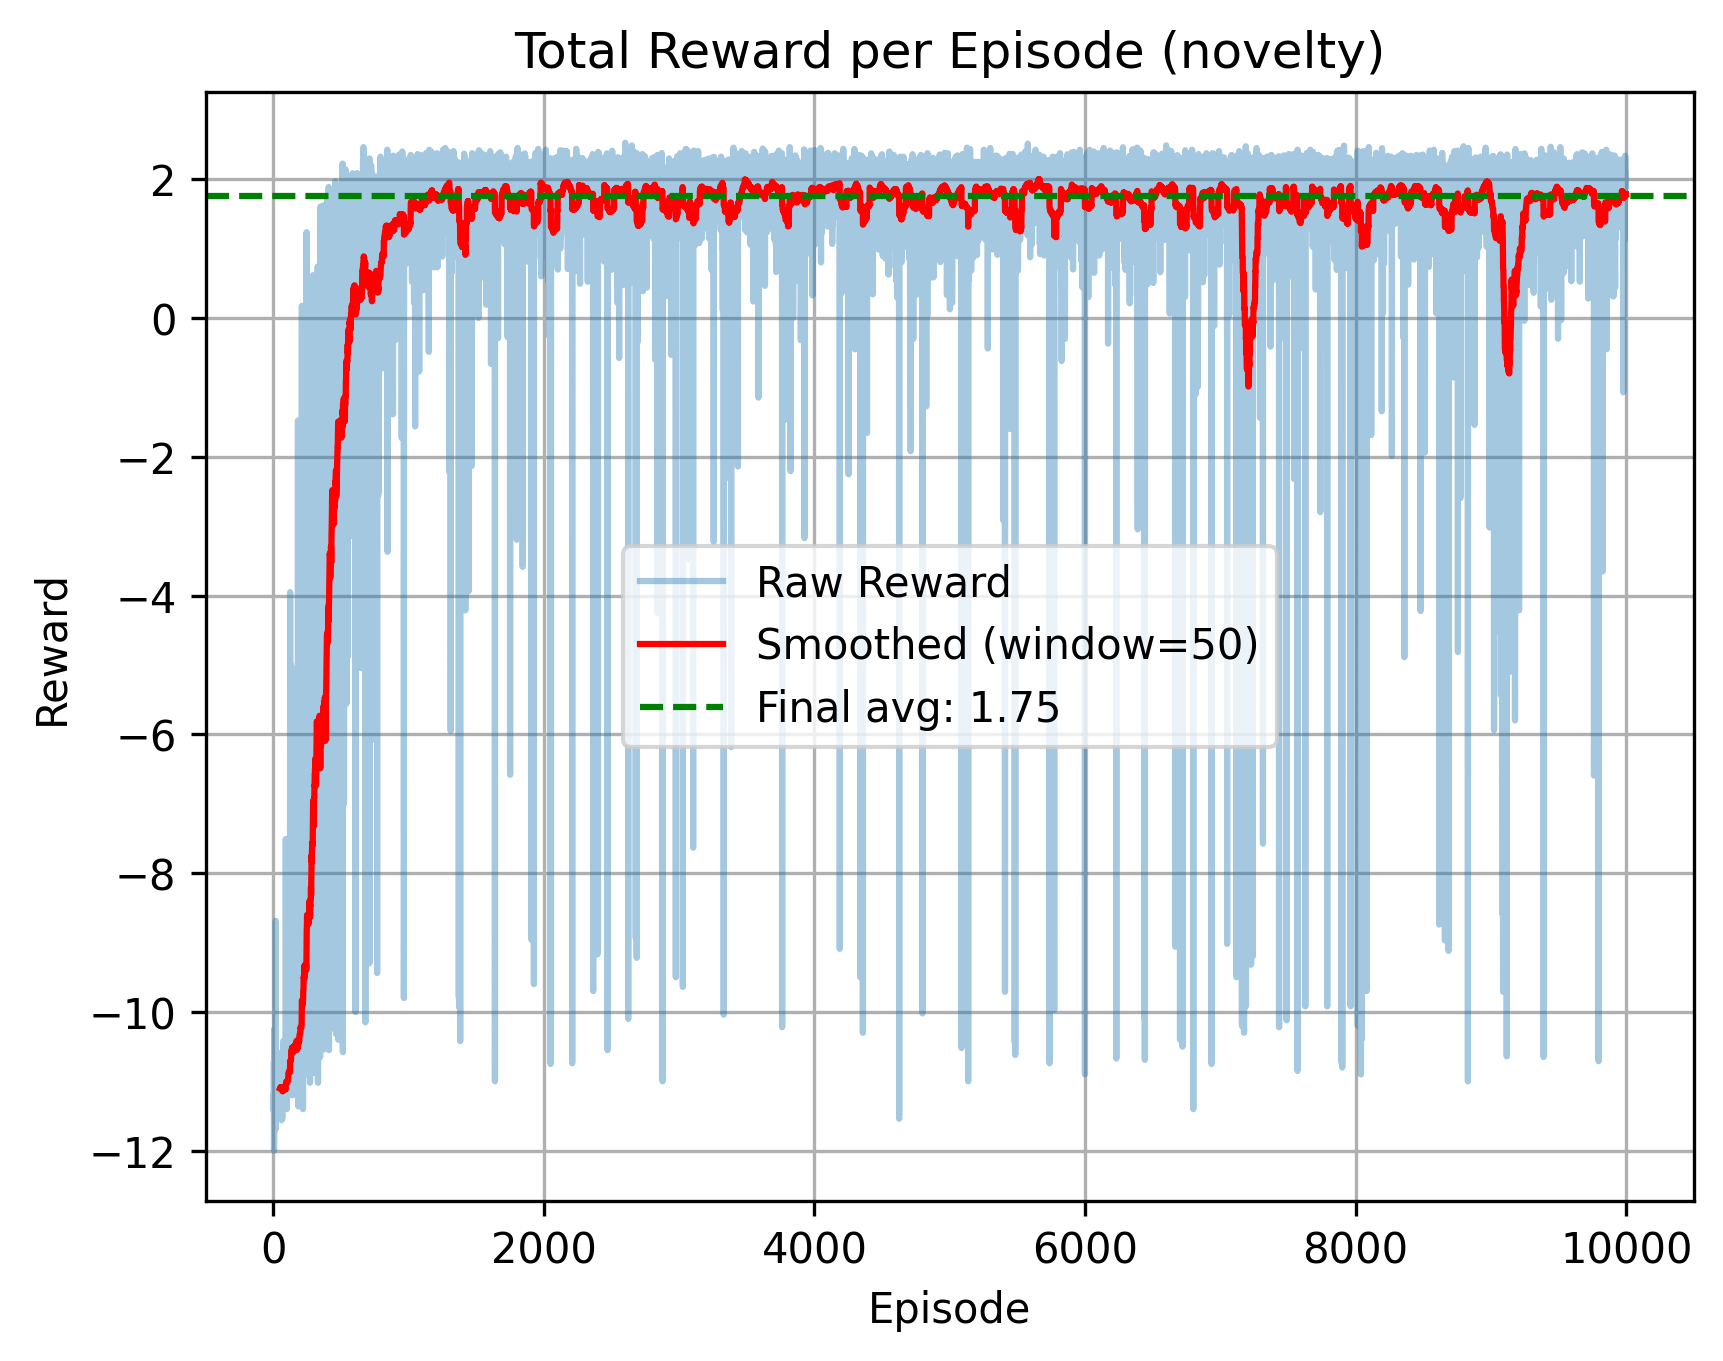 Total Reward per Episode (novelty)
2
0
−2
−4
−6
−8
−10
−12
Reward
Raw Reward
Smoothed (window=50)
Final avg: 1.75
0 2000 4000 6000 8000 10000
Episode